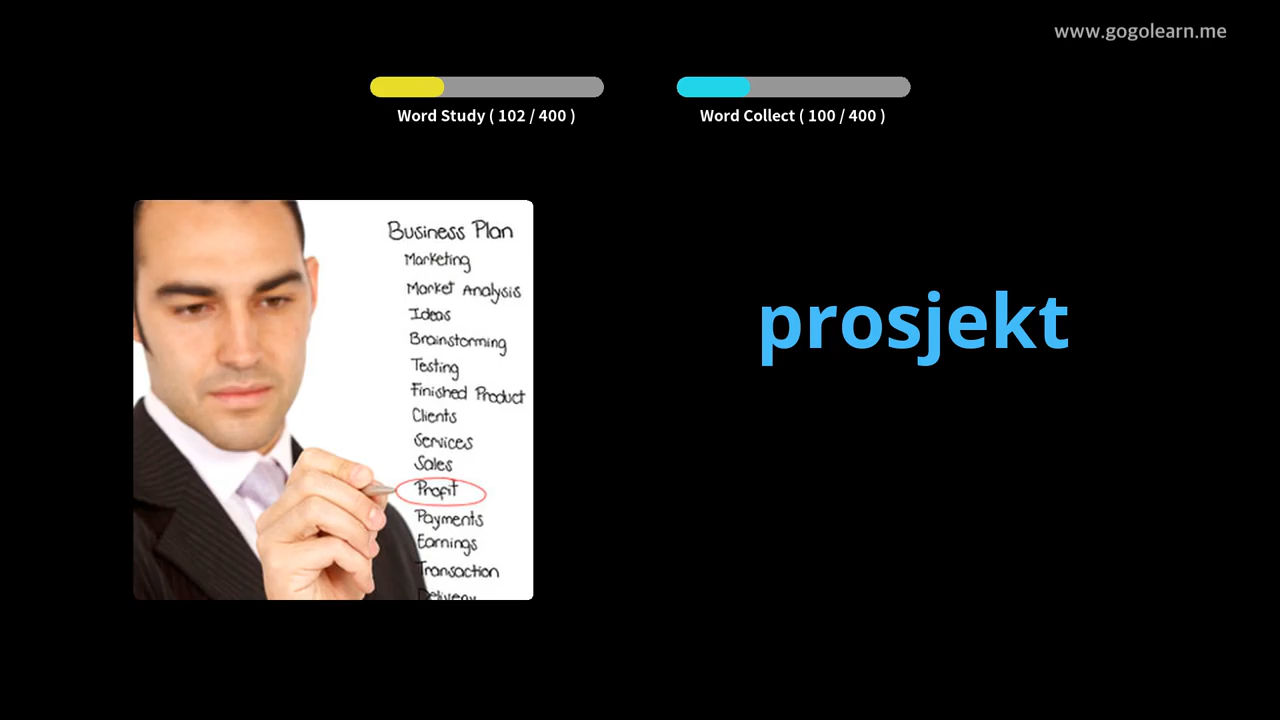 www.gogolearn.me
Word Study ( 102 / 400 )
Word Collect ( 100 / 400 )
Business Plan
Marketing
Market Analysis
Ideas
Brainstorming
Testing
Finished Product
Clients
Services
Sales
Profit
Payments
Earnings
Transaction
Delivery
prosjekt